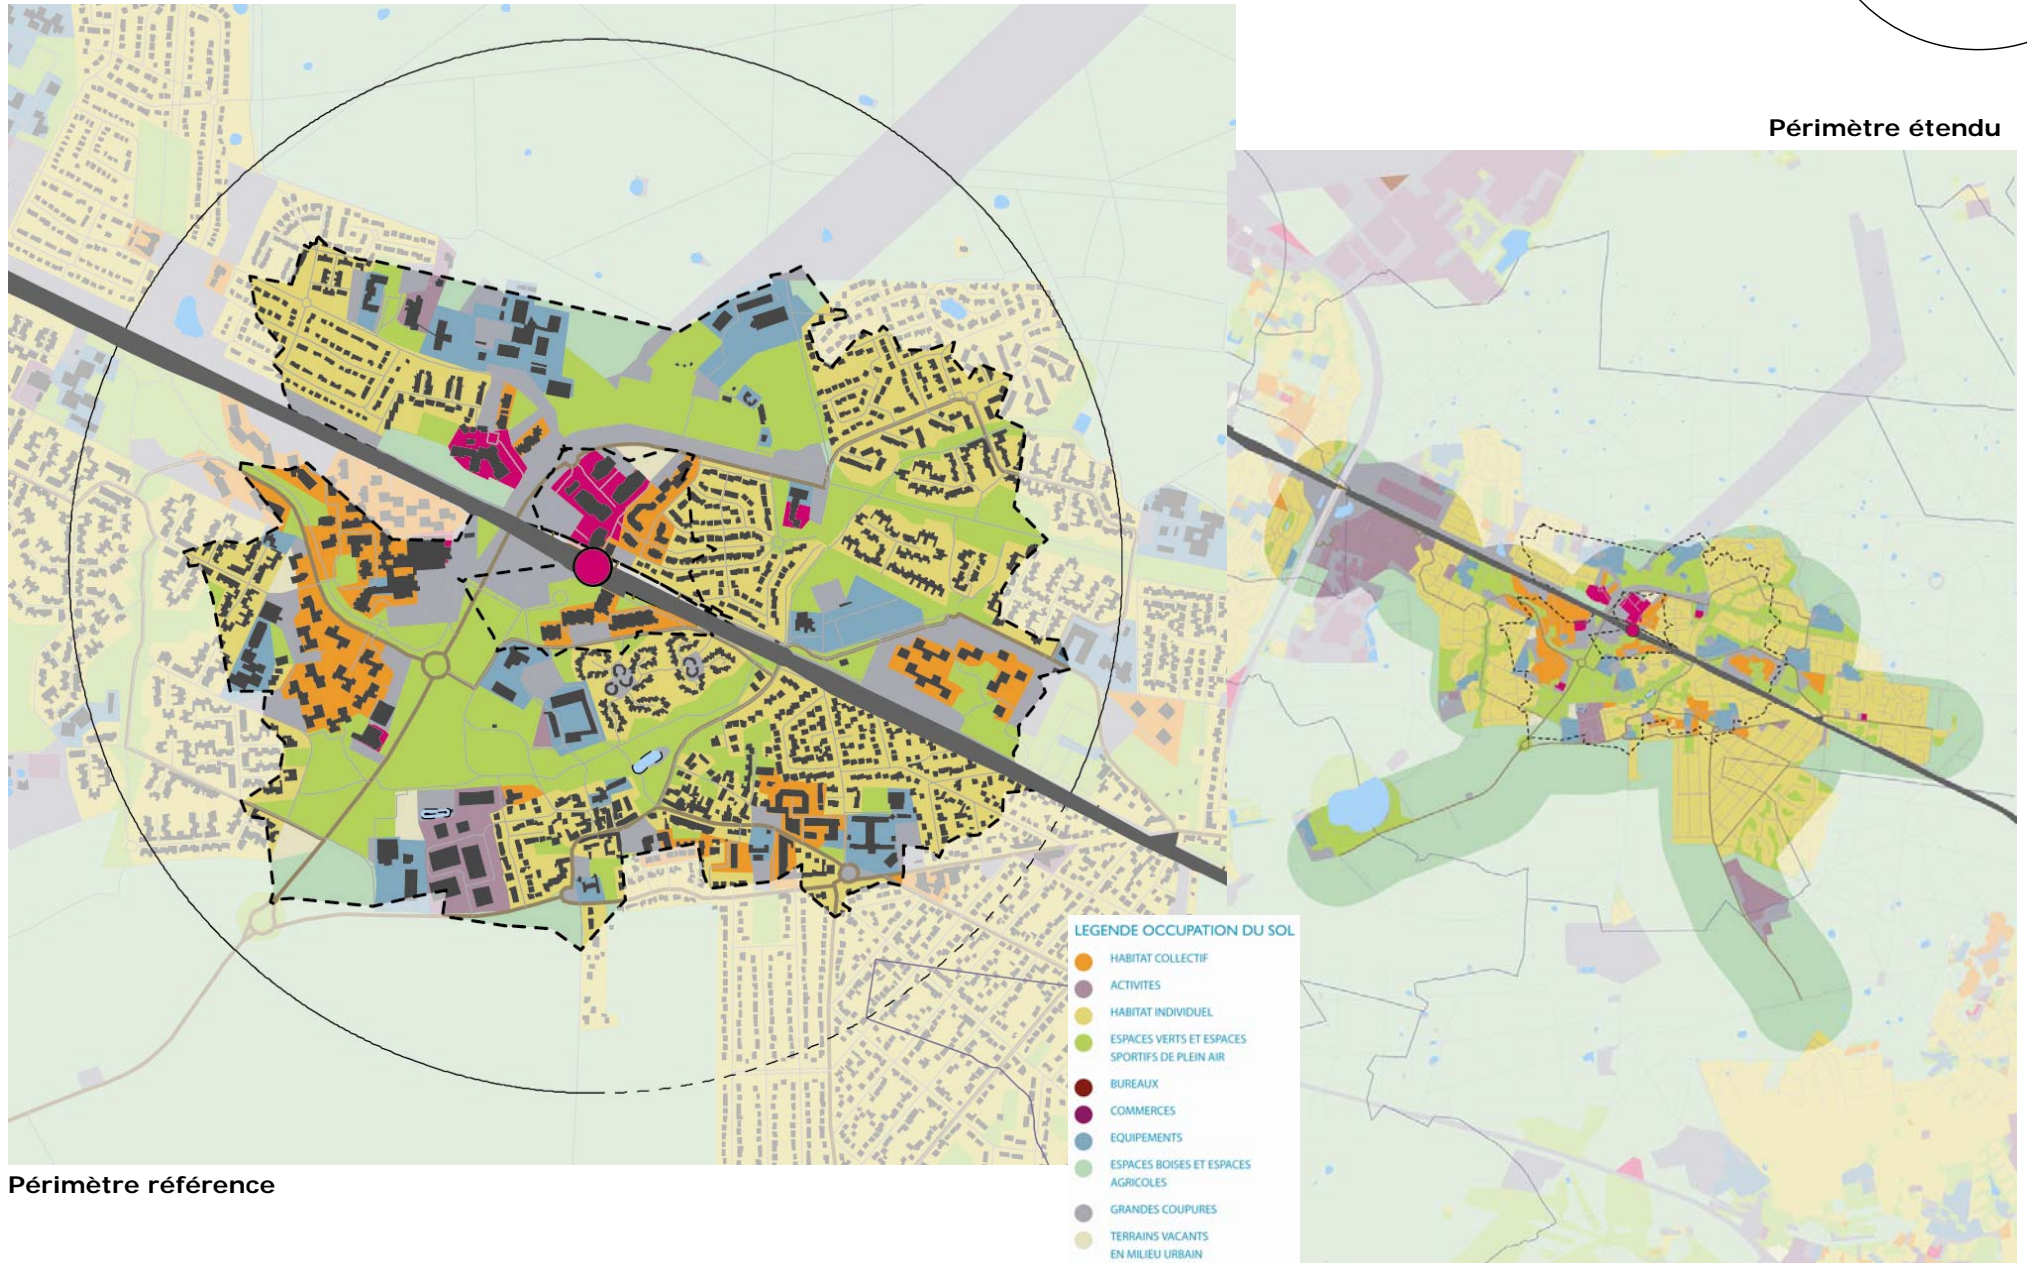 Périmètre étendu
LEGENDE OCCUPATION DU SOL
HABITAT COLLECTIF
ACTIVITES
HABITAT INDIVIDUEL
ESPACES VERTS ET ESPACES
SPORTIFS DE PLEIN AIR
BUREAUX
COMMERCES
EQUIPEMENTS
ESPACES BOISES ET ESPACES
AGRICOLES
GRANDES COUPURES
TERRAINS VACANTS
EN MILIEU URBAIN
Périmètre référence